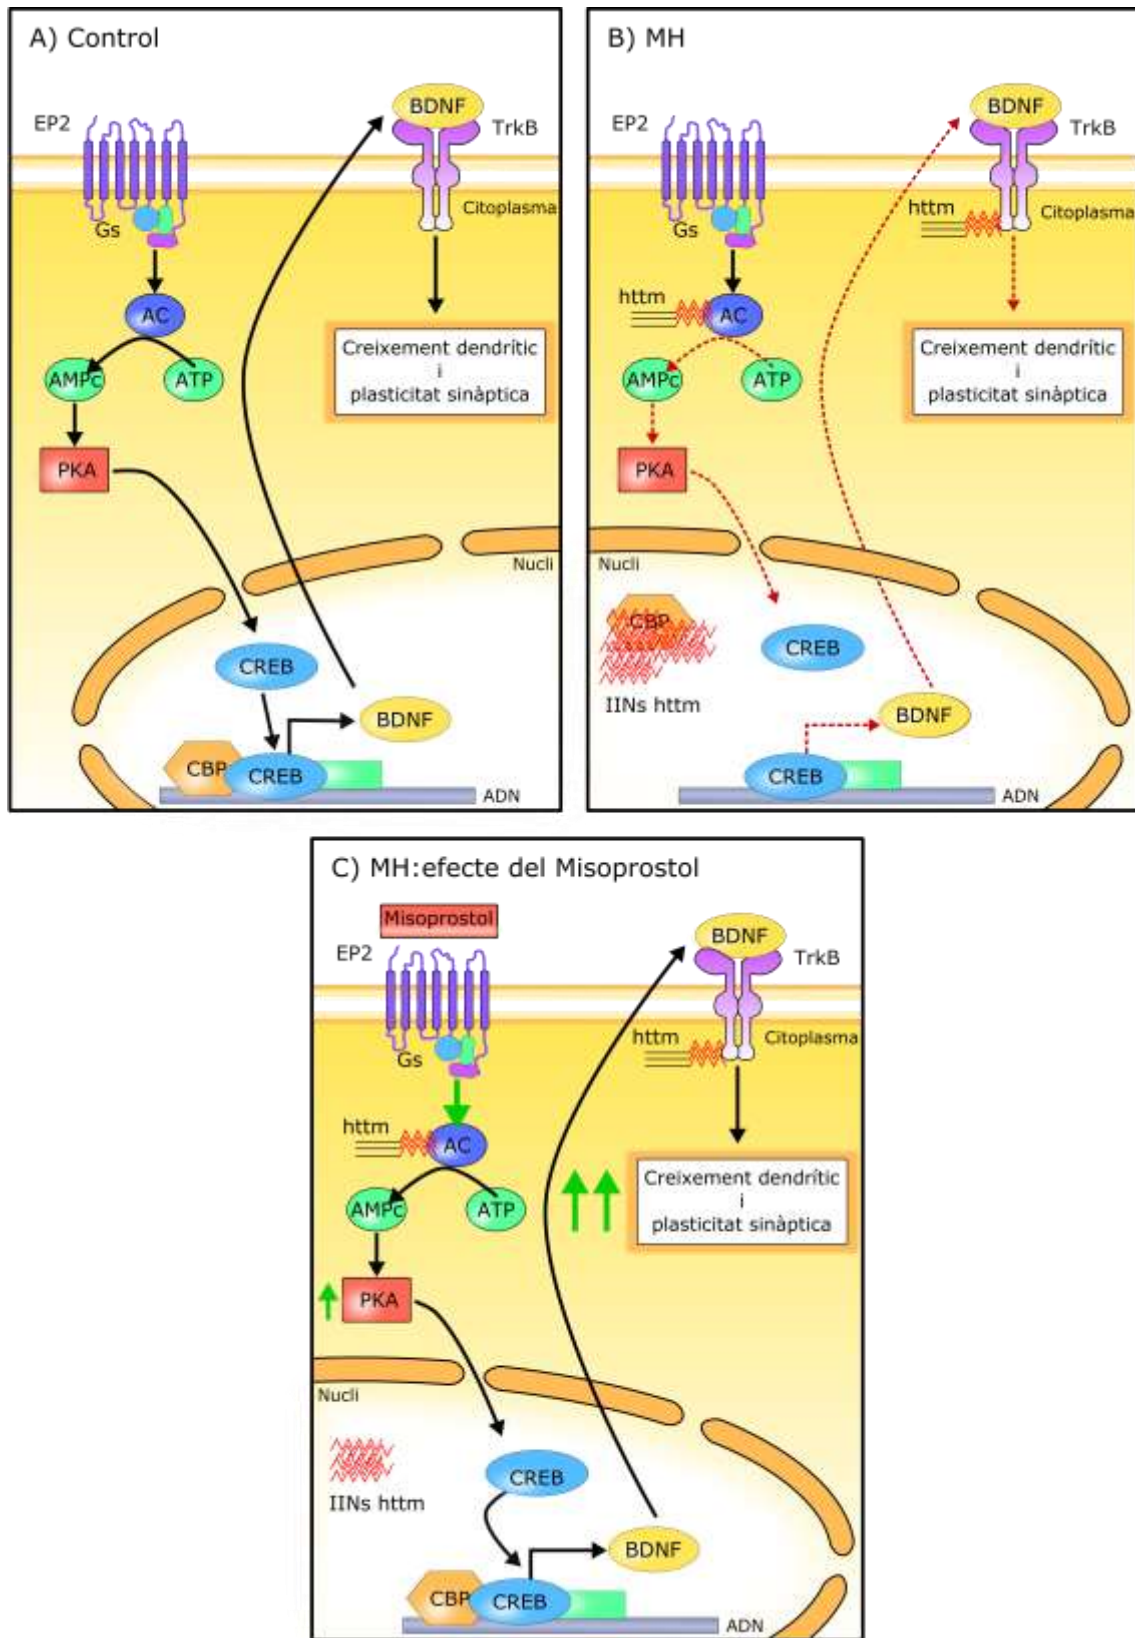 A) Control
BDNF
EP2
TrkB
Citoplasma
Gs
AC
Creixement dendrític
i
plasticitat sinàptica
AMPc
ATP
PKA
Nucli
CREB
BDNF
CBP
CREB
ADN
B) MH
BDNF
EP2
TrkB
httm
Citoplasma
Gs
httm
AC
Creixement dendrític
i
plasticitat sinàptica
AMPc
ATP
PKA
Nucli
CBP
CREB
IINs httm
BDNF
CREB
ADN
C) MH:efecte del Misoprostol
Misoprostol
BDNF
EP2
TrkB
httm
Citoplasma
Gs
httm
AC
Creixement dendrític
i
plasticitat sinàptica
AMPc
ATP
PKA
Nucli
CREB
IINs httm
BDNF
CBP
CREB
ADN